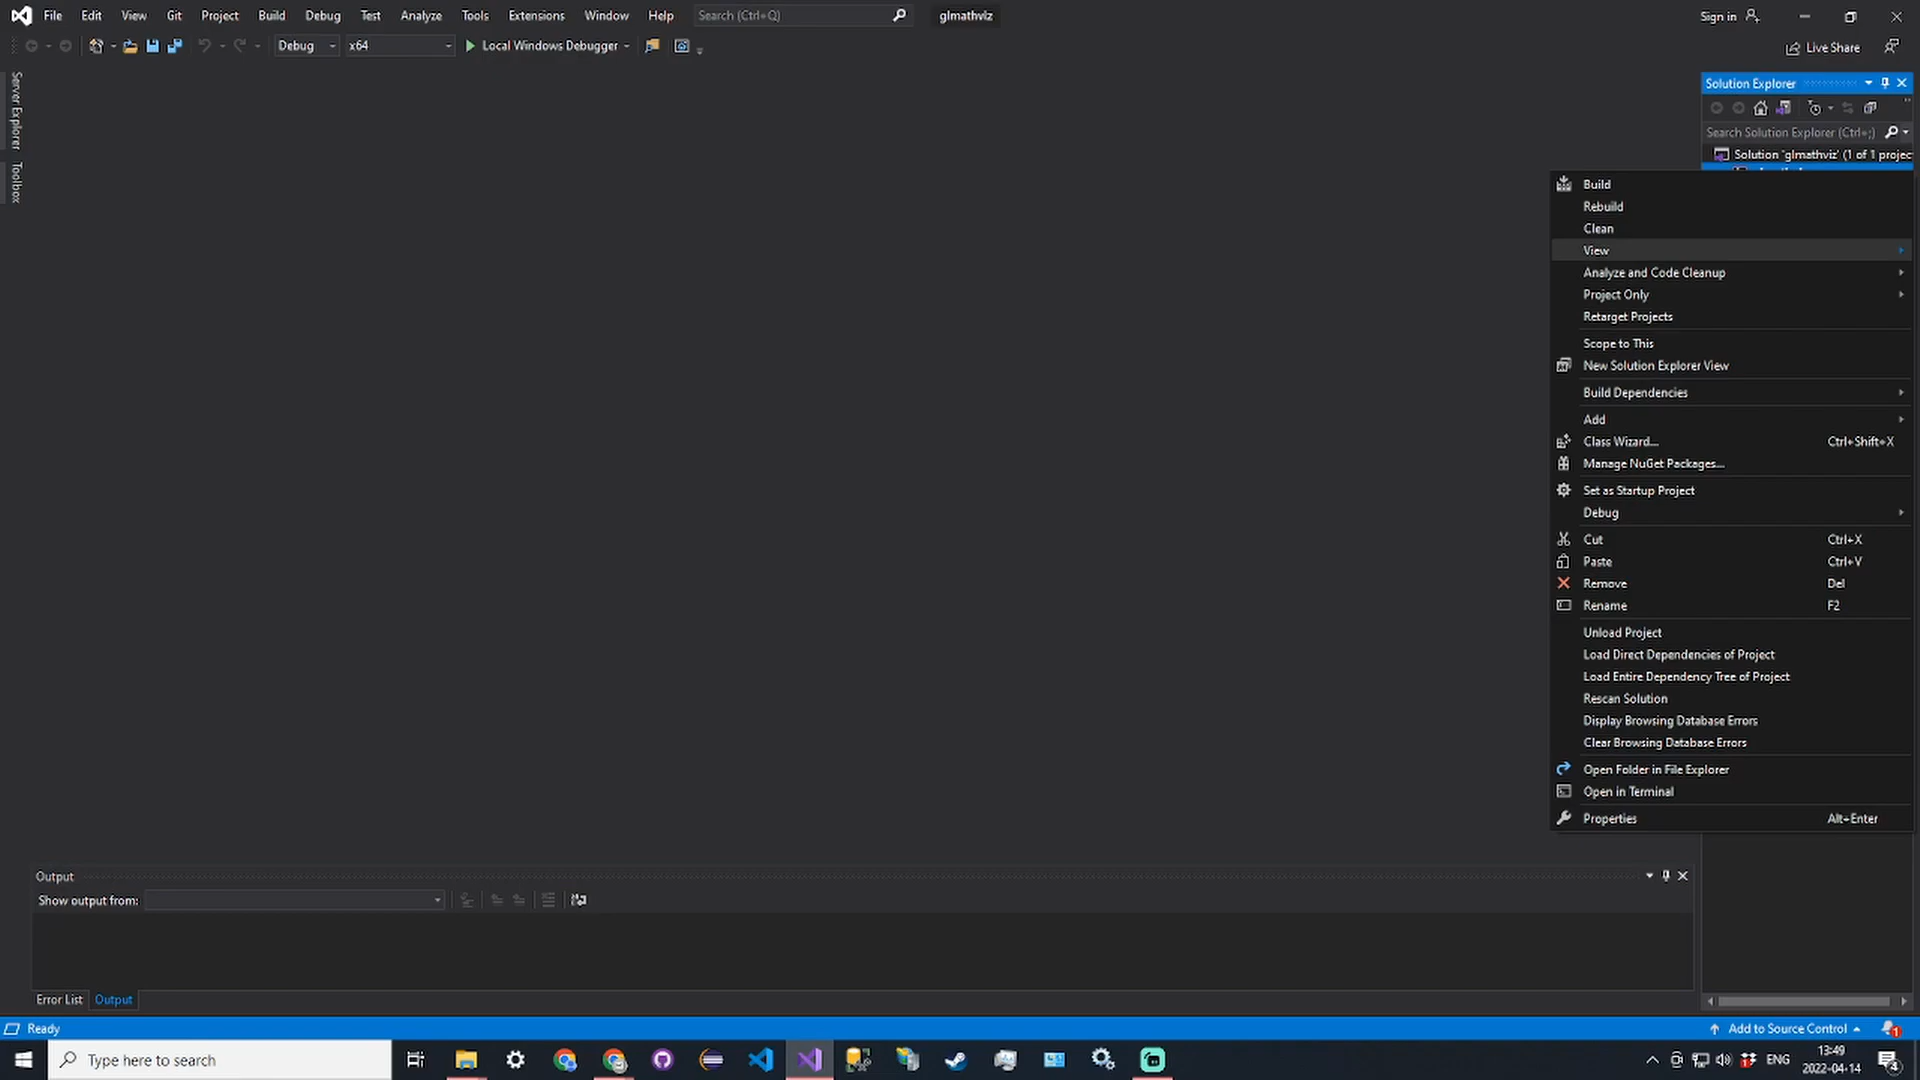 File Edit View Git Project Build Debug Test Analyze Tools Extensions Window Help Search (Ctrl+Q) glmathviz Sign in
Debug x64 Local Windows Debugger Live Share
Server Explorer
Toolbox
Solution Explorer
Search Solution Explorer (Ctrl+;)
Solution 'glmathviz' (1 of 1 projec
Build
Rebuild
Clean
View
Analyze and Code Cleanup
Project Only
Retarget Projects
Scope to This
New Solution Explorer View
Build Dependencies
Add
Class Wizard... Ctrl+Shift+X
Manage NuGet Packages...
Set as Startup Project
Debug
Cut Ctrl+X
Paste Ctrl+V
Remove Del
Rename F2
Unload Project
Load Direct Dependencies of Project
Load Entire Dependency Tree of Project
Rescan Solution
Display Browsing Database Errors
Clear Browsing Database Errors
Open Folder in File Explorer
Open in Terminal
Properties Alt+Enter
Output
Show output from:
Error List Output
Ready Add to Source Control 1
Type here to search ENG 13:49
2022-04-14 4